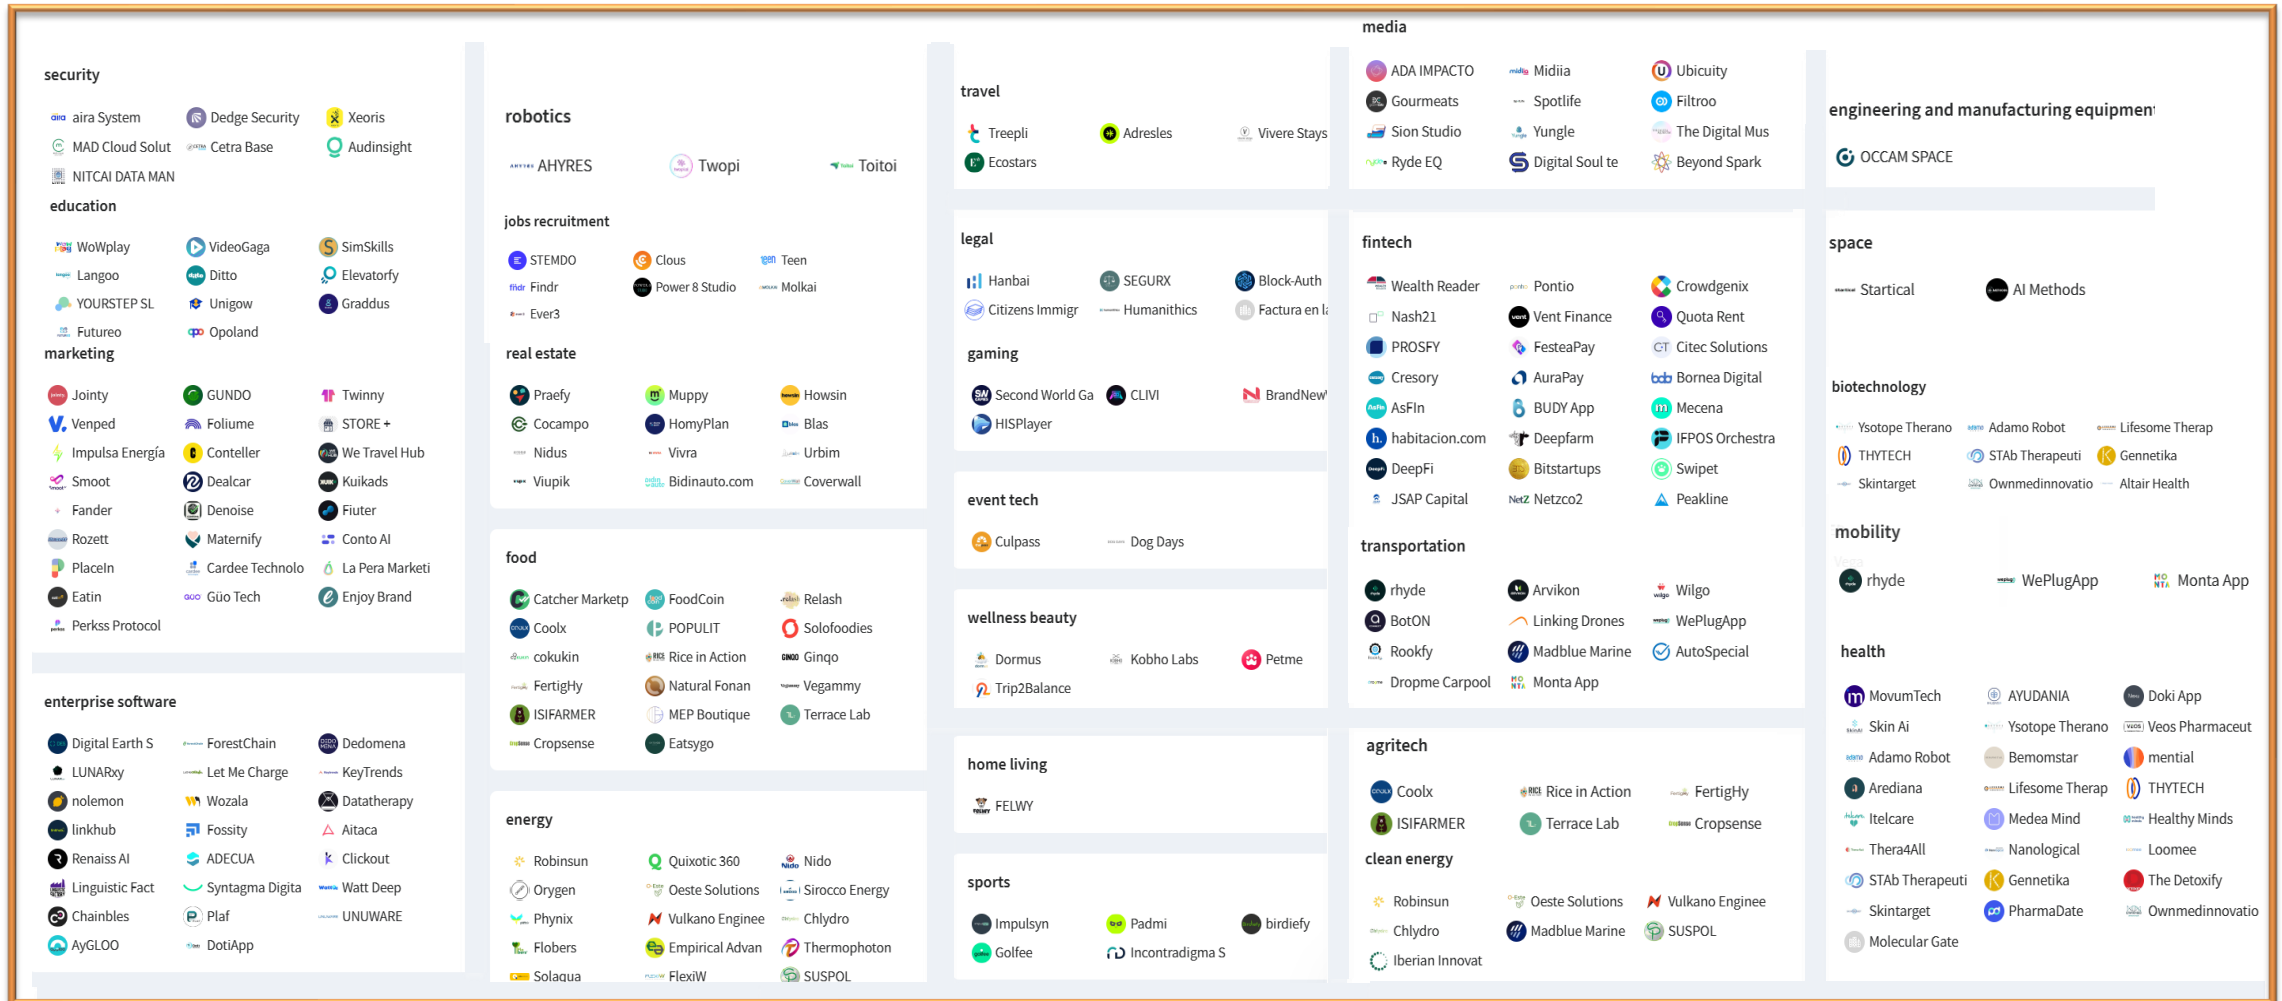 security
aira System Dedge Security Xeoris
MAD Cloud Solut Cetra Base Audinsight
NITCAI DATA MAN
education
WoWplay VideoGaga SimSkills
Langoo Ditto Elevatorfy
YOURSTEP SL Unigow Graddus
Futureo Opoland
marketing
Jointy GUNDO Twinny
Venped Foliume STORE +
Impulsa Energía Conteller We Travel Hub
Smoot Dealcar Kuikads
Fander Denoise Fiuter
Rozett Maternify Conto AI
PlaceIn Cardee Technolo La Pera Marketi
Eatin Güo Tech Enjoy Brand
Perkss Protocol
enterprise software
Digital Earth S ForestChain Dedomena
LUNARxy Let Me Charge KeyTrends
nolemon Wozala Datatherapy
linkhub Fossity Aitaca
Renaiss AI ADECUA Clickout
Linguistic Fact Syntagma Digita Watt Deep
Chainbles Plaf UNUWARE
AyGLOO DotiApp
robotics
AHYRES Twopi Toitoi
jobs recruitment
STEMDO Clous Teen
Findr Power 8 Studio Molkai
Ever3
real estate
Praefy Muppy Howsin
Cocampo HomyPlan Blas
Nidus Vivra Urbim
Viupik Bidinauto.com Coverwall
food
Catcher Marketp FoodCoin Relash
Coolx POPULIT Solofoodies
cokukin Rice in Action Ginqo
FertigHy Natural Fonan Vegammy
ISIFARMER MEP Boutique Terrace Lab
Cropsense Eatsygo
energy
Robinsun Quixotic 360 Nido
Orygen Oeste Solutions Sirocco Energy
Phynix Vulkano Enginee Chlydro
Flobers Empirical Advan Thermophoton
Solaqua FlexiW SUSPOL
travel
Treepli Adresles Vivere Stays
Ecostars
legal
Hanbai SEGURX Block-Auth
Citizens Immigr Humanithics Factura en la
gaming
Second World Ga CLIVI BrandNew
HISPlayer
event tech
Culpass Dog Days
wellness beauty
Dormus Kobho Labs Petme
Trip2Balance
home living
FELWY
sports
Impulsyn Padmi birdiefy
Golfee Incontradigma S
media
ADA IMPACTO Midiia Ubicuity
Gourmeats Spotlife Filtroo
Sion Studio Yungle The Digital Mus
Ryde EQ Digital Soul te Beyond Spark
fintech
Wealth Reader Pontio Crowdgenix
Nash21 Vent Finance Quota Rent
PROSFY FesteaPay Citec Solutions
Cresory AuraPay Bornea Digital
AsFIn BUDY App Mecena
habitacion.com Deepfarm IFPOS Orchestra
DeepFi Bitstartups Swipet
JSAP Capital Netzco2 Peakline
transportation
rhyde Arvikon Wilgo
BotON Linking Drones WePlugApp
Rookfy Madblue Marine AutoSpecial
Dropme Carpool Monta App
agritech
Coolx Rice in Action FertigHy
ISIFARMER Terrace Lab Cropsense
clean energy
Robinsun Oeste Solutions Vulkano Enginee
Chlydro Madblue Marine SUSPOL
Iberian Innovat
engineering and manufacturing equipment
OCCAM SPACE
space
Startical AI Methods
biotechnology
Ysotope Therano Adamo Robot Lifesome Therap
THYTECH STAb Therapeuti Gennetika
Skintarget Ownmedinnovatio Altair Health
mobility
rhyde WePlugApp Monta App
health
MovumTech AYUDANIA Doki App
Skin Ai Ysotope Therano Veos Pharmaceut
Adamo Robot Bemomstar mential
Arediana Lifesome Therap THYTECH
Itelcare Medea Mind Healthy Minds
Thera4All Nanological Loomee
STAb Therapeuti Gennetika The Detoxify
Skintarget PharmaDate Ownmedinnovatio
Molecular Gate